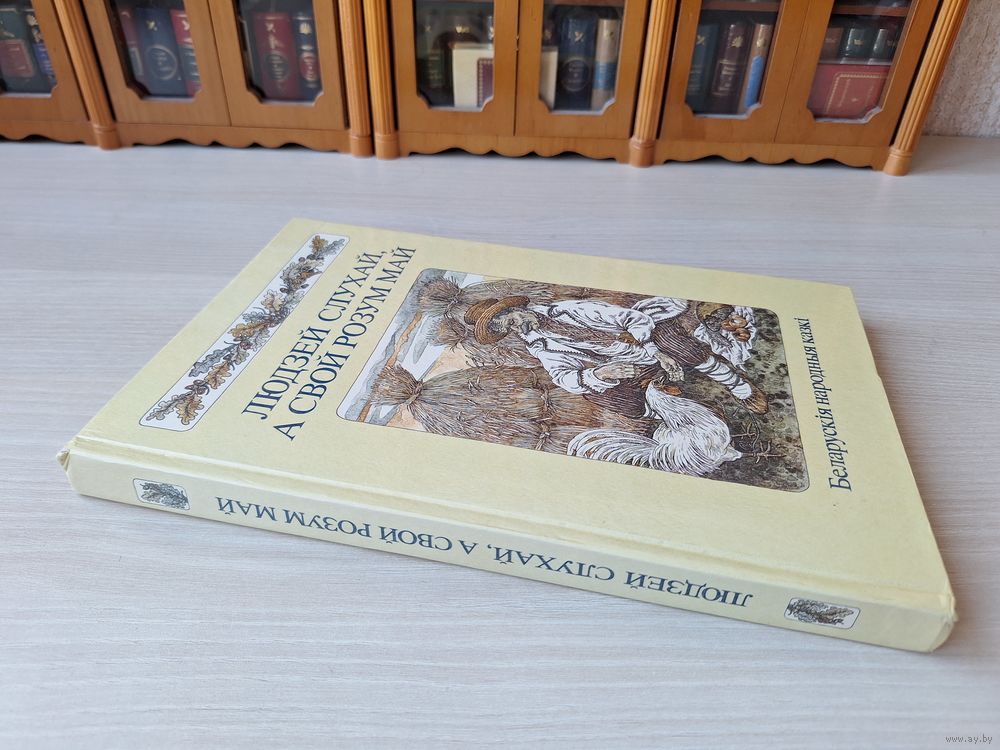 ЛЮДЗЕЙ СЛУХАЙ,
А СВОЙ РОЗУМ МАЙ
Беларускія народныя казкі
ЛЮДЗЕЙ СЛУХАЙ, А СВОЙ РОЗУМ МАЙ
www.ay.by